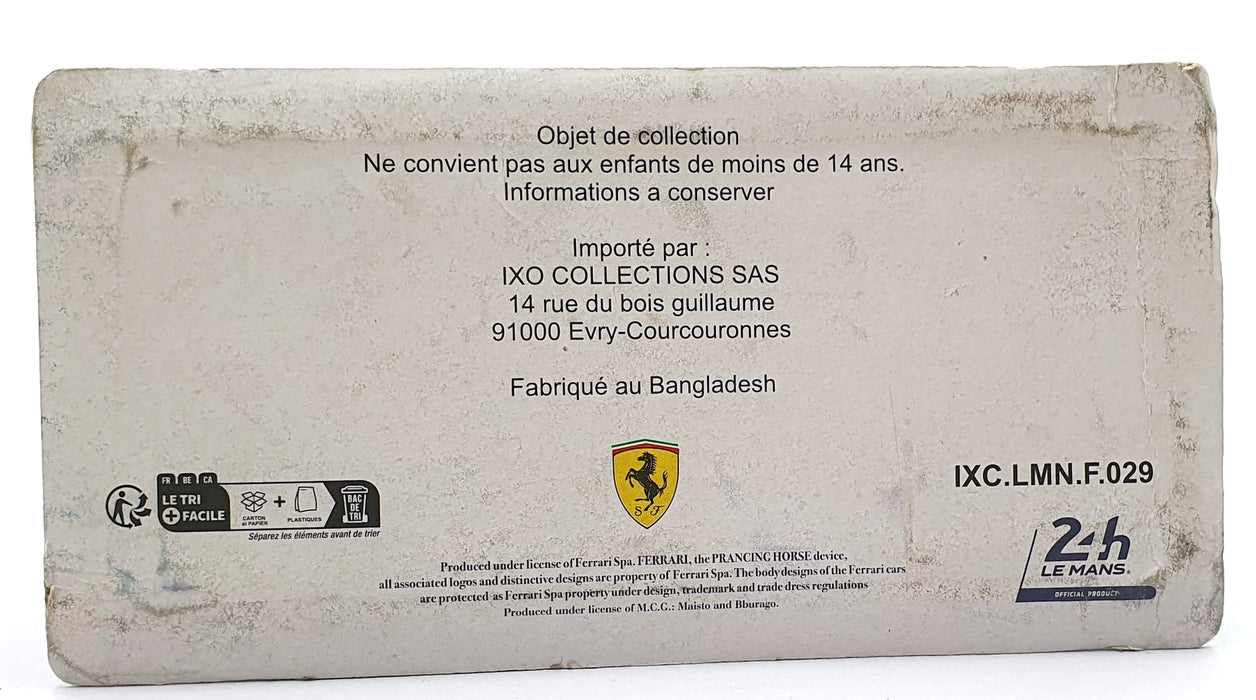 Objet de collection
Ne convient pas aux enfants de moins de 14 ans.
Informations a conserver
Importé par :
IXO COLLECTIONS SAS
14 rue du bois guillaume
91000 Evry-Courcouronnes
Fabriqué au Bangladesh
S F
IXC.LMN.F.029
FR BE CA
LE TRI
+ FACILE
CARTON
et PAPIER
+
PLASTIQUES
BAC
DE
TRI
Séparez les éléments avant de trier
24h
LE MANS.
OFFICIAL PRODUCT
Produced under license of Ferrari Spa. FERRARI, the PRANCING HORSE device,
all associated logos and distinctive designs are property of Ferrari Spa. The body designs of the Ferrari cars
are protected as Ferrari Spa property under design, trademark and trade dress regulations
Produced under license of M.C.G.: Maisto and Bburago.